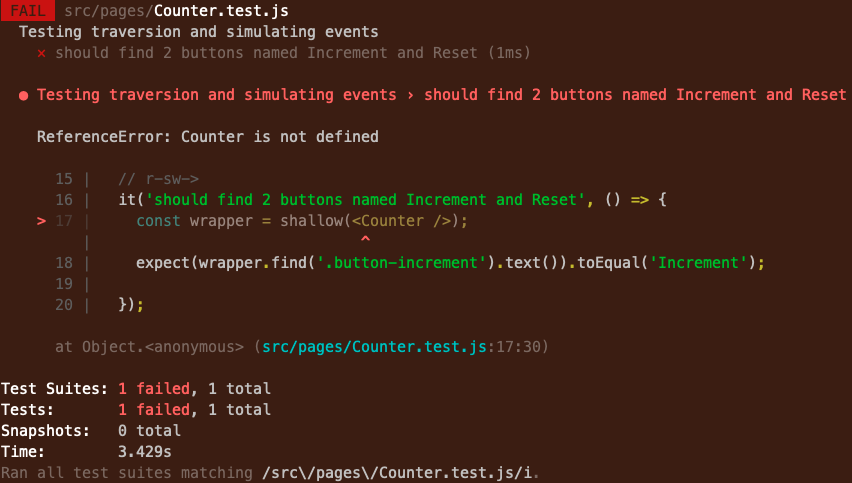 FAIL src/pages/Counter.test.js
Testing traversion and simulating events
× should find 2 buttons named Increment and Reset (1ms)
● Testing traversion and simulating events › should find 2 buttons named Increment and Reset
ReferenceError: Counter is not defined
15 | // r-sw->
16 | it('should find 2 buttons named Increment and Reset', () => {
> 17 | const wrapper = shallow(<Counter />);
| ^
18 | expect(wrapper.find('.button-increment').text()).toEqual('Increment');
19 |
20 | });
at Object.<anonymous> (src/pages/Counter.test.js:17:30)
Test Suites: 1 failed, 1 total
Tests: 1 failed, 1 total
Snapshots: 0 total
Time: 3.429s
Ran all test suites matching /src\/pages\/Counter.test.js/i.